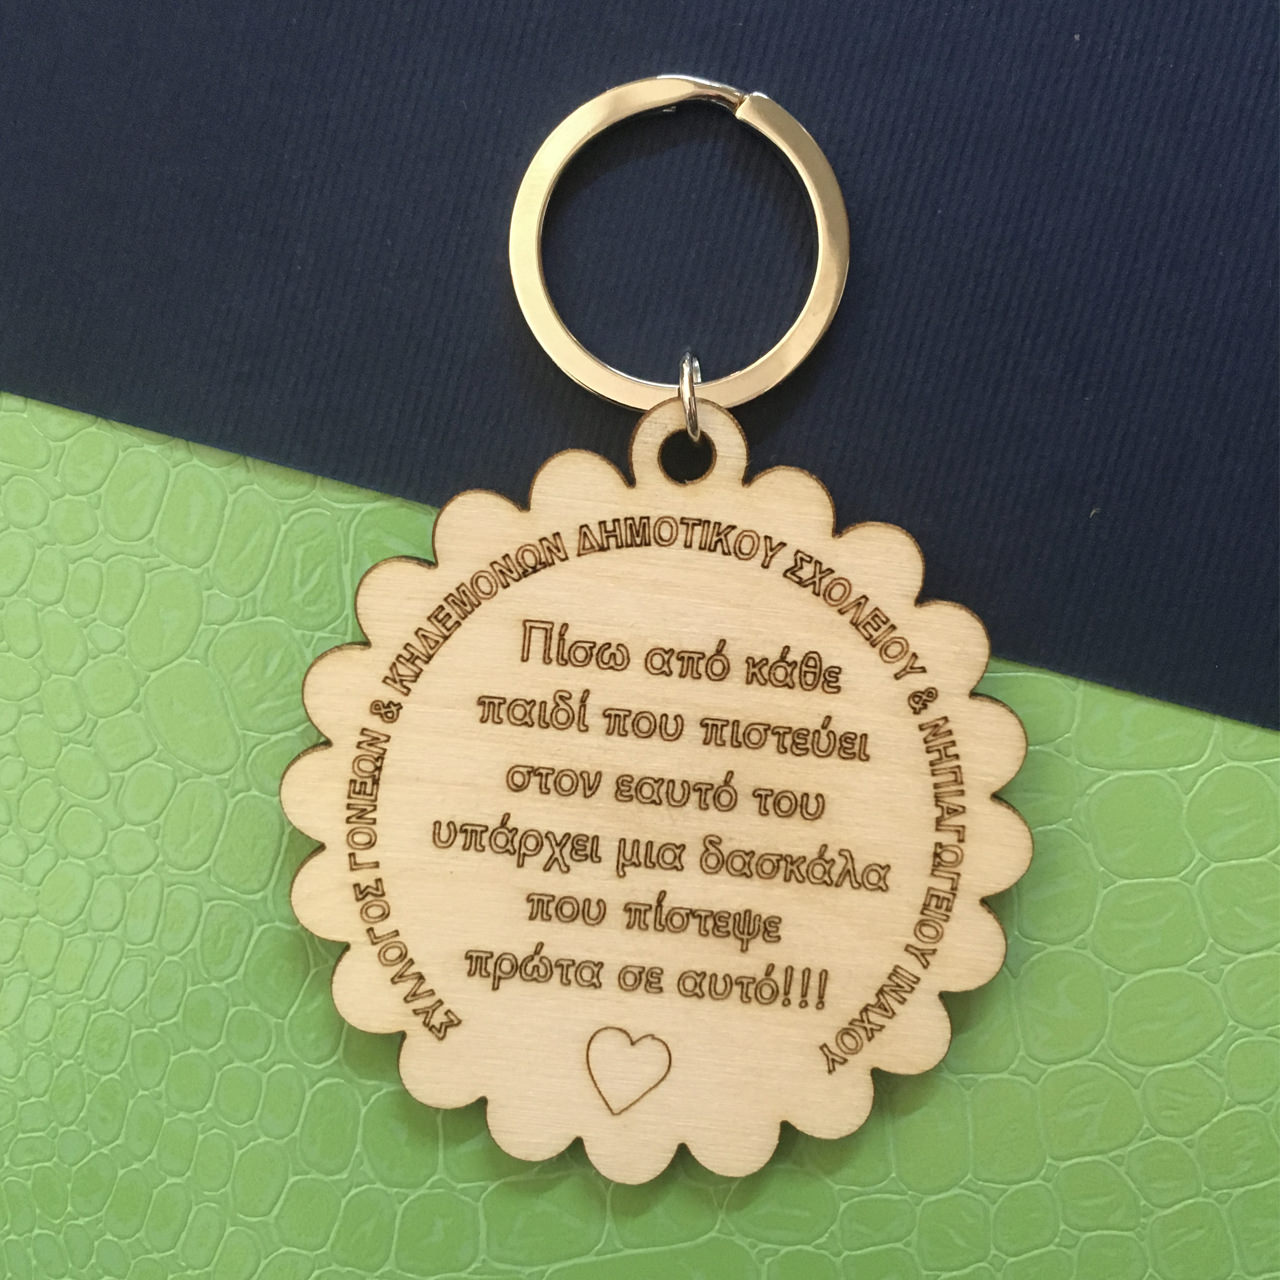 ΣΥΛΛΟΓΟΣ ΓΟΝΕΩΝ & ΚΗΔΕΜΟΝΩΝ ΔΗΜΟΤΙΚΟΥ ΣΧΟΛΕΙΟΥ & ΝΗΠΙΑΓΩΓΕΙΟΥ ΙΝΑΧΟΥ
Πίσω από κάθε
παιδί που πιστεύει
στον εαυτό του
υπάρχει μια δασκάλα
που πίστεψε
πρώτα σε αυτό!!!